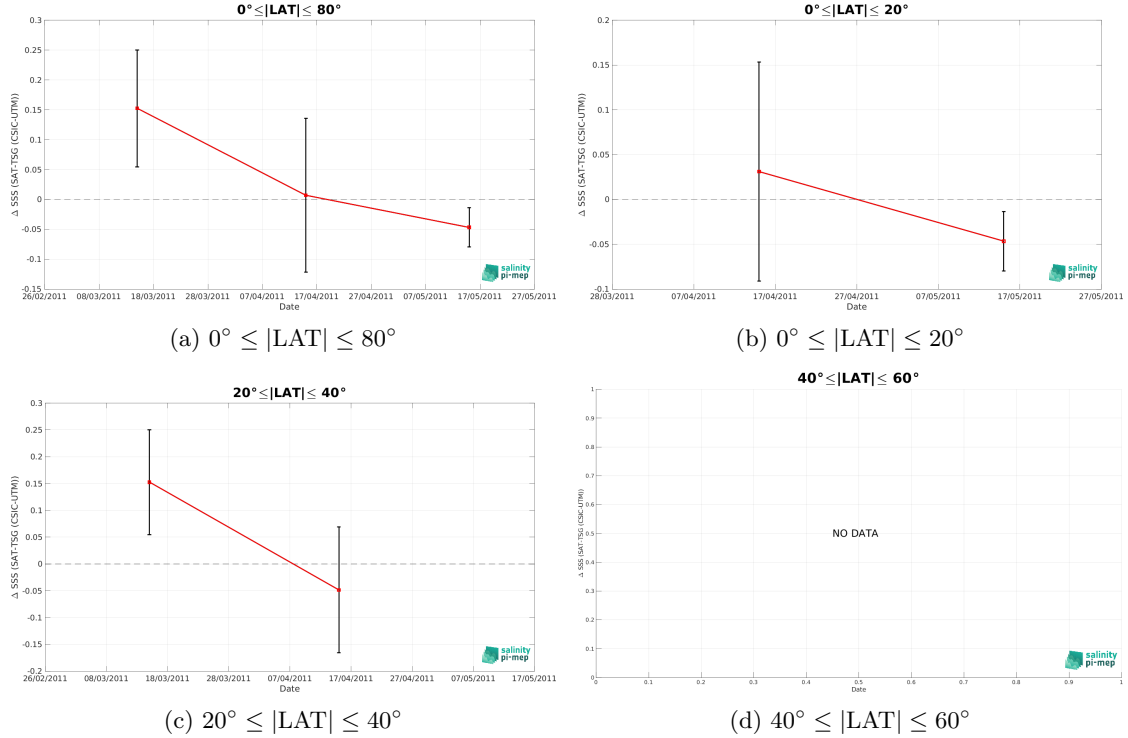 0°≤|LAT|≤ 80°
0.3
0.25
0.2
0.15
0.1
0.05
0
-0.05
-0.1
-0.15
Δ SSS (SAT-TSG (CSIC-UTM))
26/02/2011 08/03/2011 18/03/2011 28/03/2011 07/04/2011 17/04/2011 27/04/2011 07/05/2011 17/05/2011 27/05/2011
Date
salinity
pi-mep
(a) 0° ≤ |LAT| ≤ 80°
0°≤|LAT|≤ 20°
0.2
0.15
0.1
0.05
0
-0.05
-0.1
Δ SSS (SAT-TSG (CSIC-UTM))
28/03/2011 07/04/2011 17/04/2011 27/04/2011 07/05/2011 17/05/2011 27/05/2011
Date
salinity
pi-mep
(b) 0° ≤ |LAT| ≤ 20°
20°≤|LAT|≤ 40°
0.3
0.25
0.2
0.15
0.1
0.05
0
-0.05
-0.1
-0.15
-0.2
Δ SSS (SAT-TSG (CSIC-UTM))
26/02/2011 08/03/2011 18/03/2011 28/03/2011 07/04/2011 17/04/2011 27/04/2011 07/05/2011 17/05/2011
Date
salinity
pi-mep
(c) 20° ≤ |LAT| ≤ 40°
40°≤|LAT|≤ 60°
1
0.9
0.8
0.7
0.6
0.5
0.4
0.3
0.2
0.1
0
Δ SSS (SAT-TSG (CSIC-UTM))
NO DATA
0 0.1 0.2 0.3 0.4 0.5 0.6 0.7 0.8 0.9 1
Date
salinity
pi-mep
(d) 40° ≤ |LAT| ≤ 60°